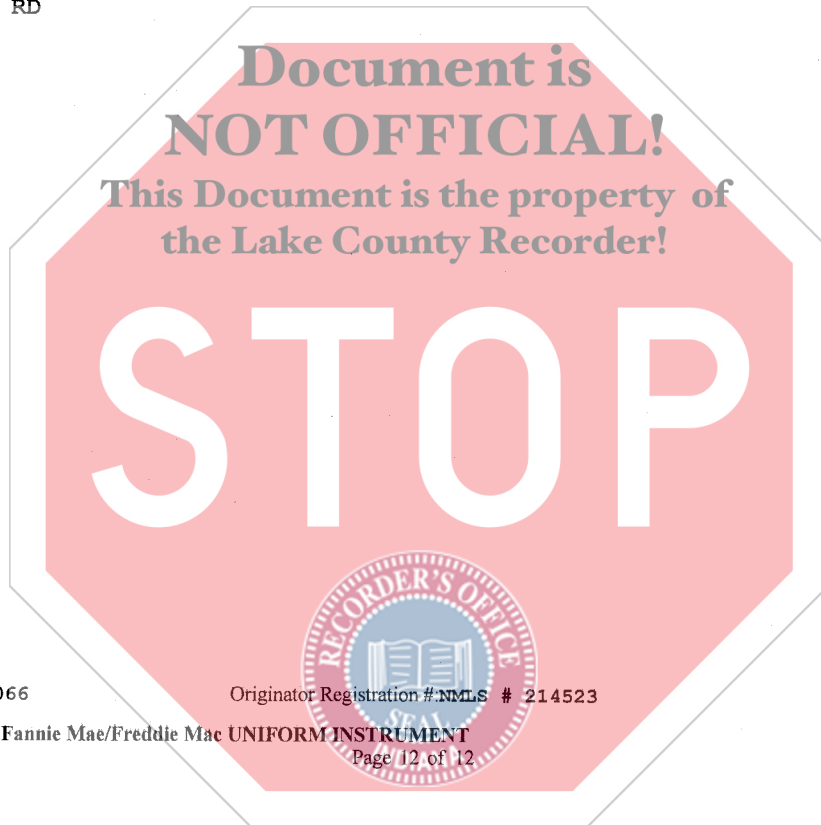 RD
Document is
NOT OFFICIAL!
This Document is the property of
the Lake County Recorder!
STOP
RECORDER'S OFFICE
066 Originator Registration #:NMLS # 214523
SEAL
Fannie Mae/Freddie Mac UNIFORM INSTRUMENT
INDIANA
Page 12 of 12